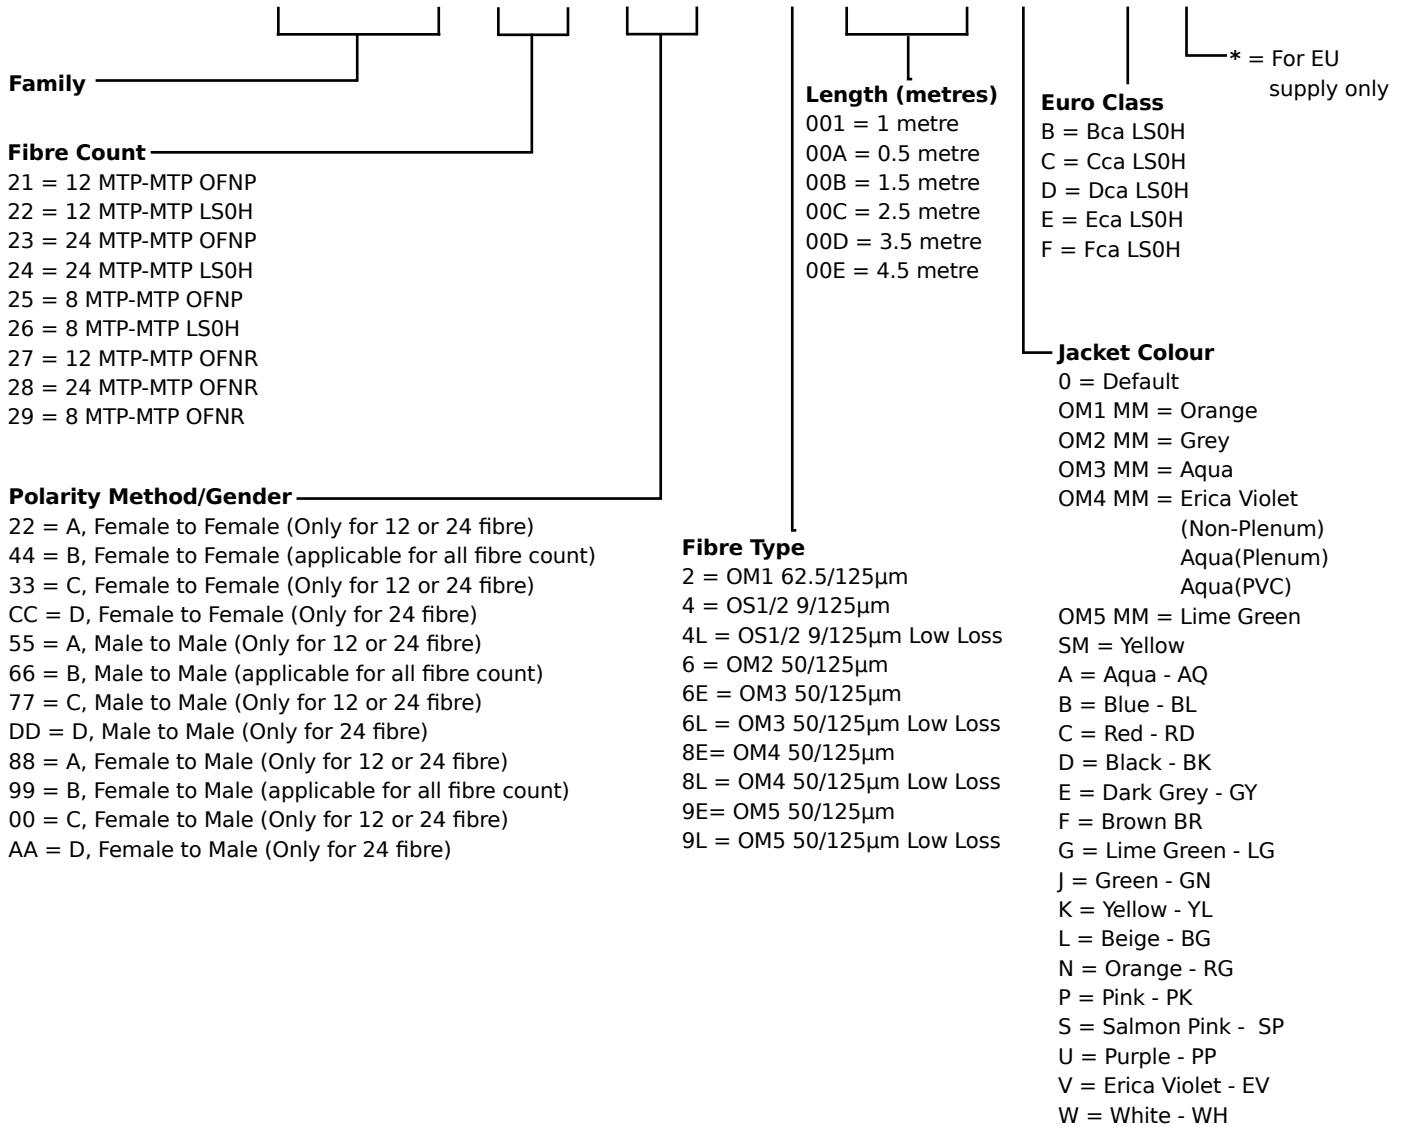 * = For EU
supply only
Family
Fibre Count
21 = 12 MTP-MTP OFNP
22 = 12 MTP-MTP LS0H
23 = 24 MTP-MTP OFNP
24 = 24 MTP-MTP LS0H
25 = 8 MTP-MTP OFNP
26 = 8 MTP-MTP LS0H
27 = 12 MTP-MTP OFNR
28 = 24 MTP-MTP OFNR
29 = 8 MTP-MTP OFNR
Polarity Method/Gender
22 = A, Female to Female (Only for 12 or 24 fibre)
44 = B, Female to Female (applicable for all fibre count)
33 = C, Female to Female (Only for 12 or 24 fibre)
CC = D, Female to Female (Only for 24 fibre)
55 = A, Male to Male (Only for 12 or 24 fibre)
66 = B, Male to Male (applicable for all fibre count)
77 = C, Male to Male (Only for 12 or 24 fibre)
DD = D, Male to Male (Only for 24 fibre)
88 = A, Female to Male (Only for 12 or 24 fibre)
99 = B, Female to Male (applicable for all fibre count)
00 = C, Female to Male (Only for 12 or 24 fibre)
AA = D, Female to Male (Only for 24 fibre)
Fibre Type
2 = OM1 62.5/125µm
4 = OS1/2 9/125µm
4L = OS1/2 9/125µm Low Loss
6 = OM2 50/125µm
6E = OM3 50/125µm
6L = OM3 50/125µm Low Loss
8E= OM4 50/125µm
8L = OM4 50/125µm Low Loss
9E= OM5 50/125µm
9L = OM5 50/125µm Low Loss
Length (metres)
001 = 1 metre
00A = 0.5 metre
00B = 1.5 metre
00C = 2.5 metre
00D = 3.5 metre
00E = 4.5 metre
Euro Class
B = Bca LS0H
C = Cca LS0H
D = Dca LS0H
E = Eca LS0H
F = Fca LS0H
Jacket Colour
0 = Default
OM1 MM = Orange
OM2 MM = Grey
OM3 MM = Aqua
OM4 MM = Erica Violet
(Non-Plenum)
Aqua(Plenum)
Aqua(PVC)
OM5 MM = Lime Green
SM = Yellow
A = Aqua - AQ
B = Blue - BL
C = Red - RD
D = Black - BK
E = Dark Grey - GY
F = Brown BR
G = Lime Green - LG
J = Green - GN
K = Yellow - YL
L = Beige - BG
N = Orange - RG
P = Pink - PK
S = Salmon Pink -  SP
U = Purple - PP
V = Erica Violet - EV
W = White - WH